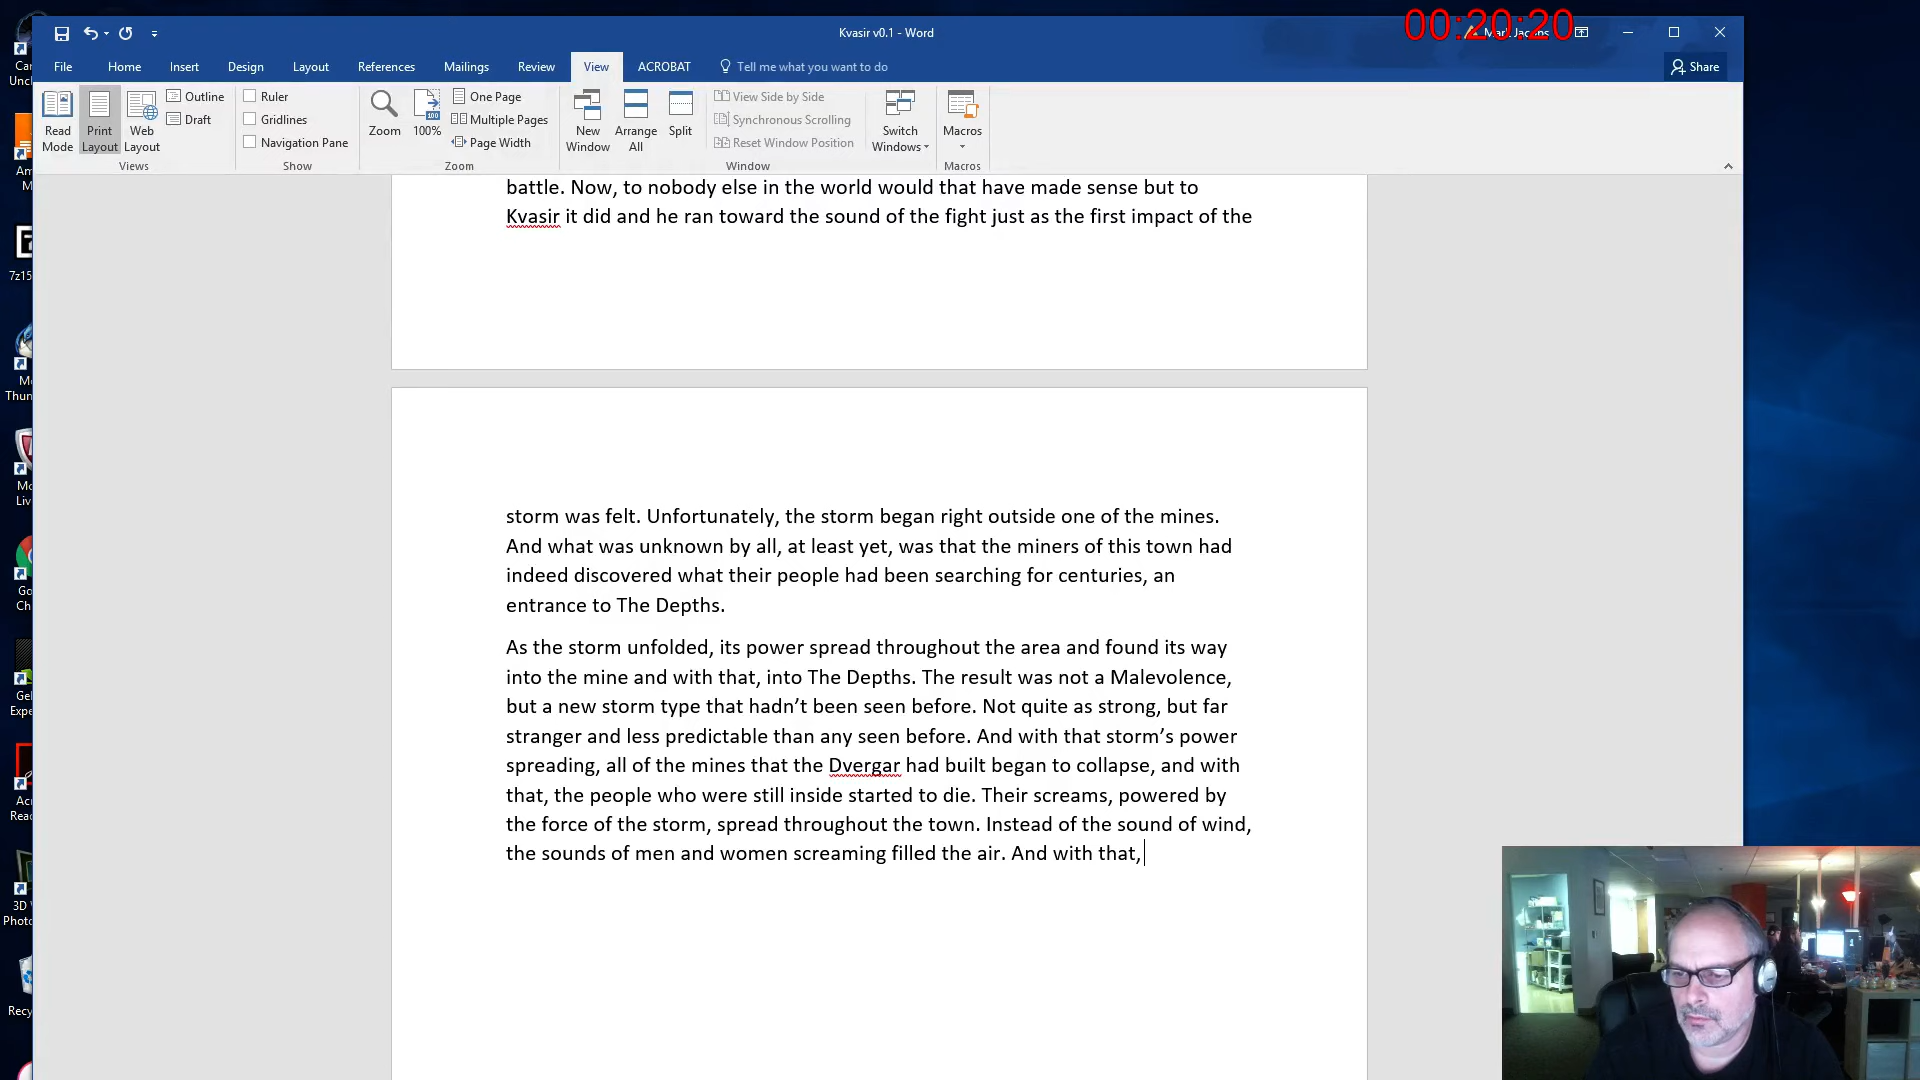 00:20:20
Kvasir v0.1 - Word
File Home Insert Design Layout References Mailings Review View ACROBAT Tell me what you want to do Share
Read Mode
Print Layout
Web Layout
Outline
Draft
Views
Ruler
Gridlines
Navigation Pane
Show
Zoom
100%
One Page
Multiple Pages
Page Width
Zoom
New Window
Arrange All
Split
View Side by Side
Synchronous Scrolling
Reset Window Position
Window
Switch Windows
Macros
Macros
battle. Now, to nobody else in the world would that have made sense but to
Kvasir it did and he ran toward the sound of the fight just as the first impact of the
storm was felt. Unfortunately, the storm began right outside one of the mines.
And what was unknown by all, at least yet, was that the miners of this town had
indeed discovered what their people had been searching for centuries, an
entrance to The Depths.
As the storm unfolded, its power spread throughout the area and found its way
into the mine and with that, into The Depths. The result was not a Malevolence,
but a new storm type that hadn’t been seen before. Not quite as strong, but far
stranger and less predictable than any seen before. And with that storm’s power
spreading, all of the mines that the Dvergar had built began to collapse, and with
that, the people who were still inside started to die. Their screams, powered by
the force of the storm, spread throughout the town. Instead of the sound of wind,
the sounds of men and women screaming filled the air. And with that,